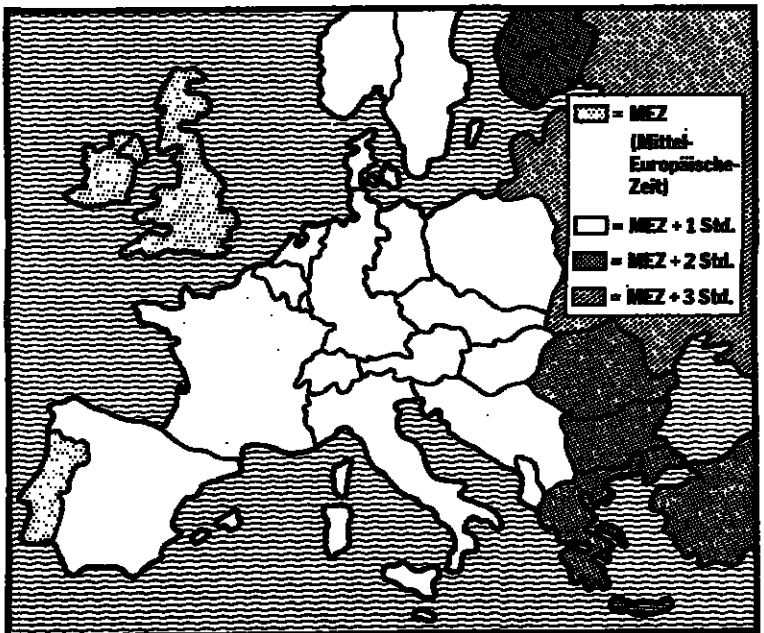 = MEZ
(Mittel-
Europäische-
Zeit)
= MEZ + 1 Std.
= MEZ + 2 Std.
= MEZ + 3 Std.